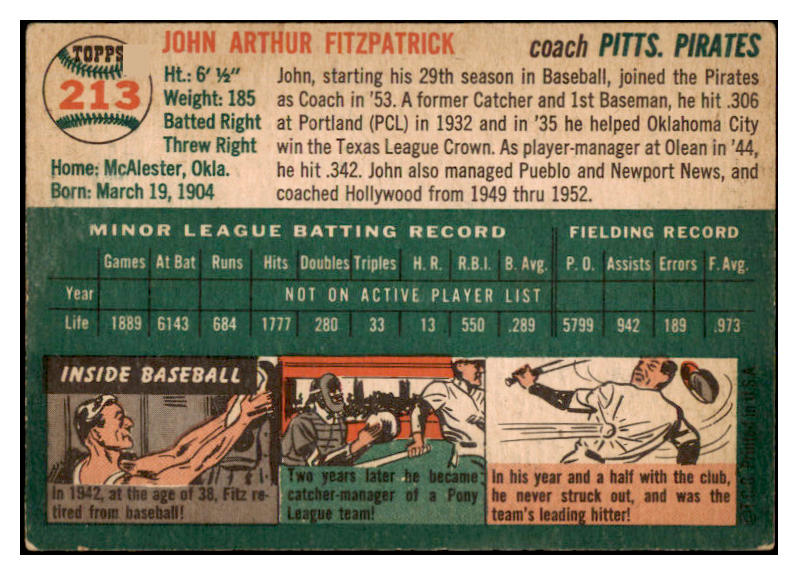 TOPPS
213
JOHN ARTHUR FITZPATRICK
coach PITTS. PIRATES
Ht.: 6' ½"
Weight: 185
Batted Right
Threw Right
Home: McAlester, Okla.
Born: March 19, 1904
John, starting his 29th season in Baseball, joined the Pirates
as Coach in '53. A former Catcher and 1st Baseman, he hit .306
at Portland (PCL) in 1932 and in '35 he helped Oklahoma City
win the Texas League Crown. As player-manager at Olean in '44,
he hit .342. John also managed Pueblo and Newport News, and
coached Hollywood from 1949 thru 1952.
MINOR LEAGUE BATTING RECORD FIELDING RECORD
Games At Bat Runs Hits Doubles Triples H. R. R.B.I. B. Avg. P. O. Assists Errors F. Avg.
Year NOT ON ACTIVE PLAYER LIST
Life 1889 6143 684 1777 280 33 13 550 .289 5799 942 189 .973
INSIDE BASEBALL
In 1942, at the age of 38, Fitz re-
tired from baseball!
Two years later he became
catcher-manager of a Pony
League team!
In his year and a half with the club,
he never struck out, and was the
team's leading hitter!
©T.C.G. Printed in U.S.A.